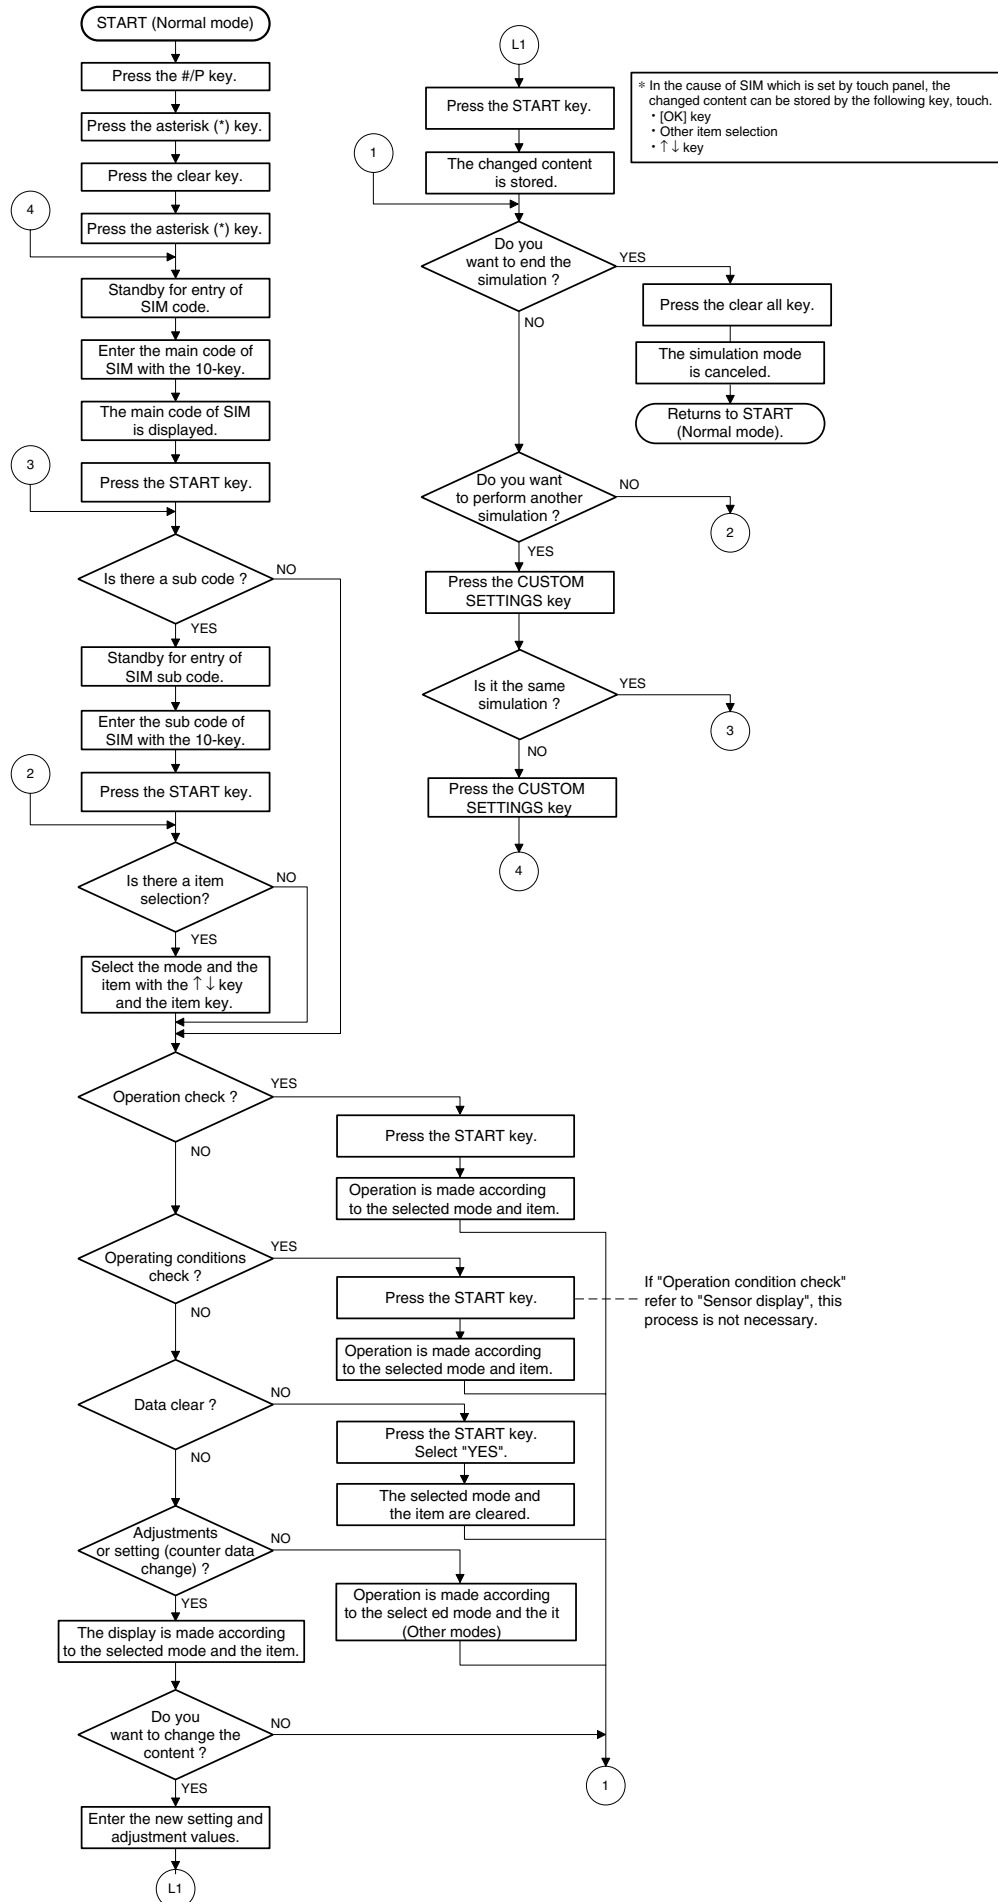 START (Normal mode)
Press the #/P key.
Press the asterisk (*) key.
Press the clear key.
4
Press the asterisk (*) key.
Standby for entry of
SIM code.
Enter the main code of
SIM with the 10-key.
The main code of SIM
is displayed.
3
Press the START key.
Is there a sub code ?
NO
YES
Standby for entry of
SIM sub code.
Enter the sub code of
SIM with the 10-key.
2
Press the START key.
Is there a item
selection?
NO
YES
Select the mode and the
item with the ↑↓ key
and the item key.
Operation check ?
YES
NO
Press the START key.
Operation is made according
to the selected mode and item.
Operating conditions
check ?
YES
NO
Press the START key.
If "Operation condition check"
refer to "Sensor display", this
process is not necessary.
Operation is made according
to the selected mode and item.
Data clear ?
NO
NO
Press the START key.
Select "YES".
The selected mode and
the item are cleared.
Adjustments
or setting (counter data
change) ?
NO
YES
Operation is made according
to the select ed mode and the it
(Other modes)
The display is made according
to the selected mode and the item.
Do you
want to change the
content ?
NO
YES
1
Enter the new setting and
adjustment values.
L1
L1
Press the START key.
1
The changed content
is stored.
Do you
want to end the
simulation ?
YES
NO
Press the clear all key.
The simulation mode
is canceled.
Returns to START
(Normal mode).
Do you want
to perform another
simulation ?
NO
2
YES
Press the CUSTOM
SETTINGS key
Is it the same
simulation ?
YES
3
NO
Press the CUSTOM
SETTINGS key
4
* In the cause of SIM which is set by touch panel, the
changed content can be stored by the following key, touch.
・[OK] key
・Other item selection
・↑↓ key